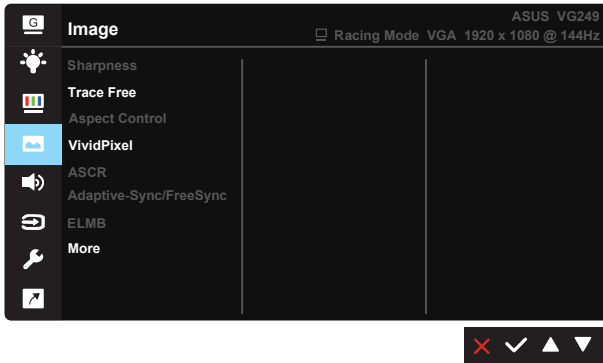 G
Image
ASUS VG249
Racing Mode VGA 1920 x 1080 @ 144Hz
Sharpness
Trace Free
Aspect Control
VividPixel
ASCR
Adaptive-Sync/FreeSync
ELMB
More